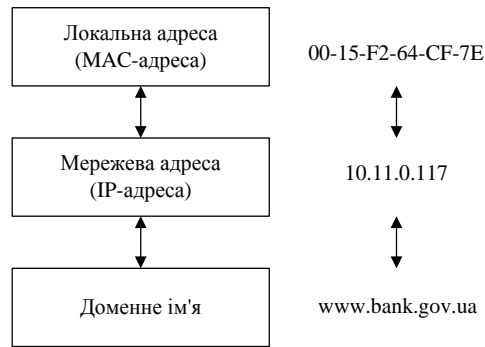 Локальна адреса
(MAC-адреса)
00-15-F2-64-CF-7E
Мережева адреса
(IP-адреса)
10.11.0.117
Доменне ім'я
www.bank.gov.ua